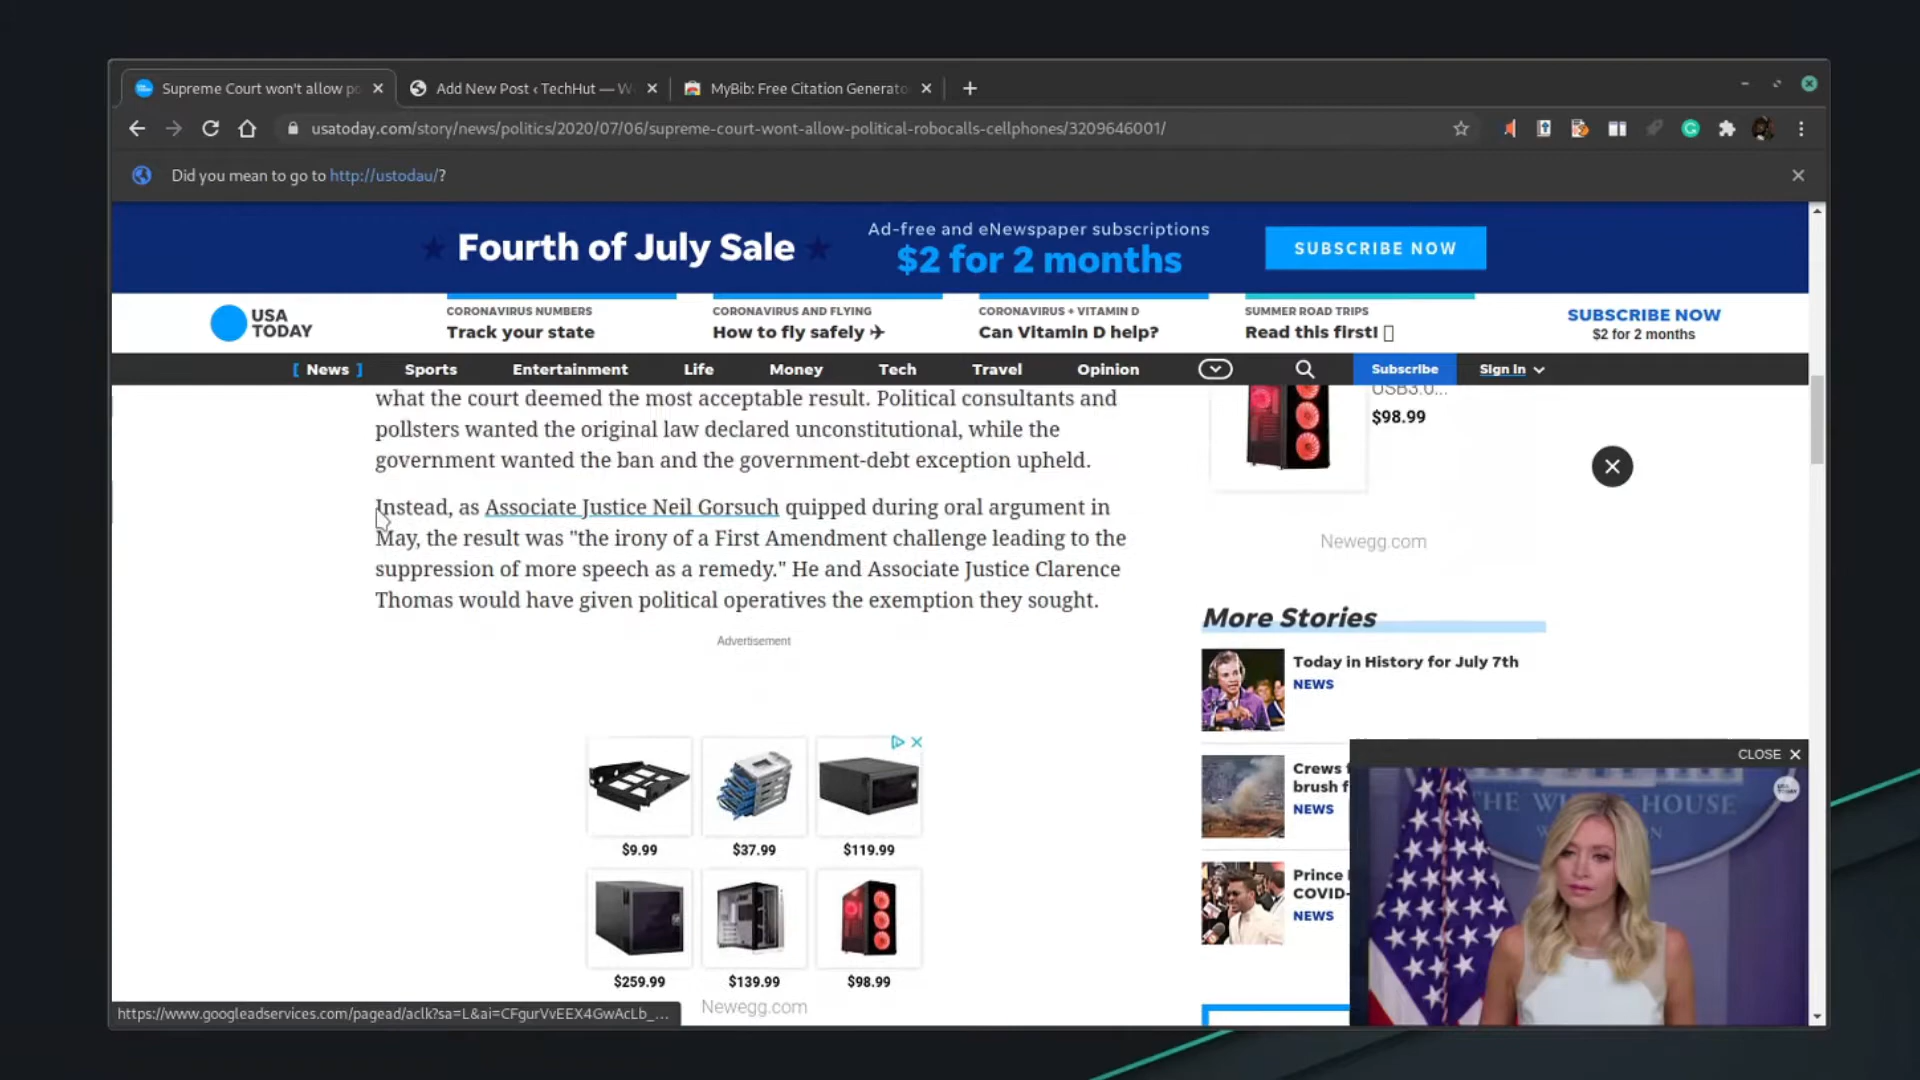 Supreme Court won't allow po
Add New Post ‹ TechHut — W
MyBib: Free Citation Generato
usatoday.com/story/news/politics/2020/07/06/supreme-court-wont-allow-political-robocalls-cellphones/3209646001/
Did you mean to go to http://ustodau/?
Fourth of July Sale
Ad-free and eNewspaper subscriptions
$2 for 2 months
SUBSCRIBE NOW
USA
TODAY
CORONAVIRUS NUMBERS
Track your state
CORONAVIRUS AND FLYING
How to fly safely ✈
CORONAVIRUS + VITAMIN D
Can Vitamin D help?
SUMMER ROAD TRIPS
Read this first!
SUBSCRIBE NOW
$2 for 2 months
[ News ]
Sports
Entertainment
Life
Money
Tech
Travel
Opinion
Subscribe
Sign In
what the court deemed the most acceptable result. Political consultants and
pollsters wanted the original law declared unconstitutional, while the
government wanted the ban and the government-debt exception upheld.
Instead, as Associate Justice Neil Gorsuch quipped during oral argument in
May, the result was "the irony of a First Amendment challenge leading to the
suppression of more speech as a remedy." He and Associate Justice Clarence
Thomas would have given political operatives the exemption they sought.
Advertisement
$9.99
$37.99
$119.99
$259.99
$139.99
$98.99
Newegg.com
USB3.0...
$98.99
Newegg.com
More Stories
Today in History for July 7th
NEWS
Crews f
brush f
NEWS
Prince
COVID-
NEWS
CLOSE
THE WHITE HOUSE
USA
TODAY
https://www.googleadservices.com/pagead/aclk?sa=L&ai=CFgurVvEEX4GwAcLb_...